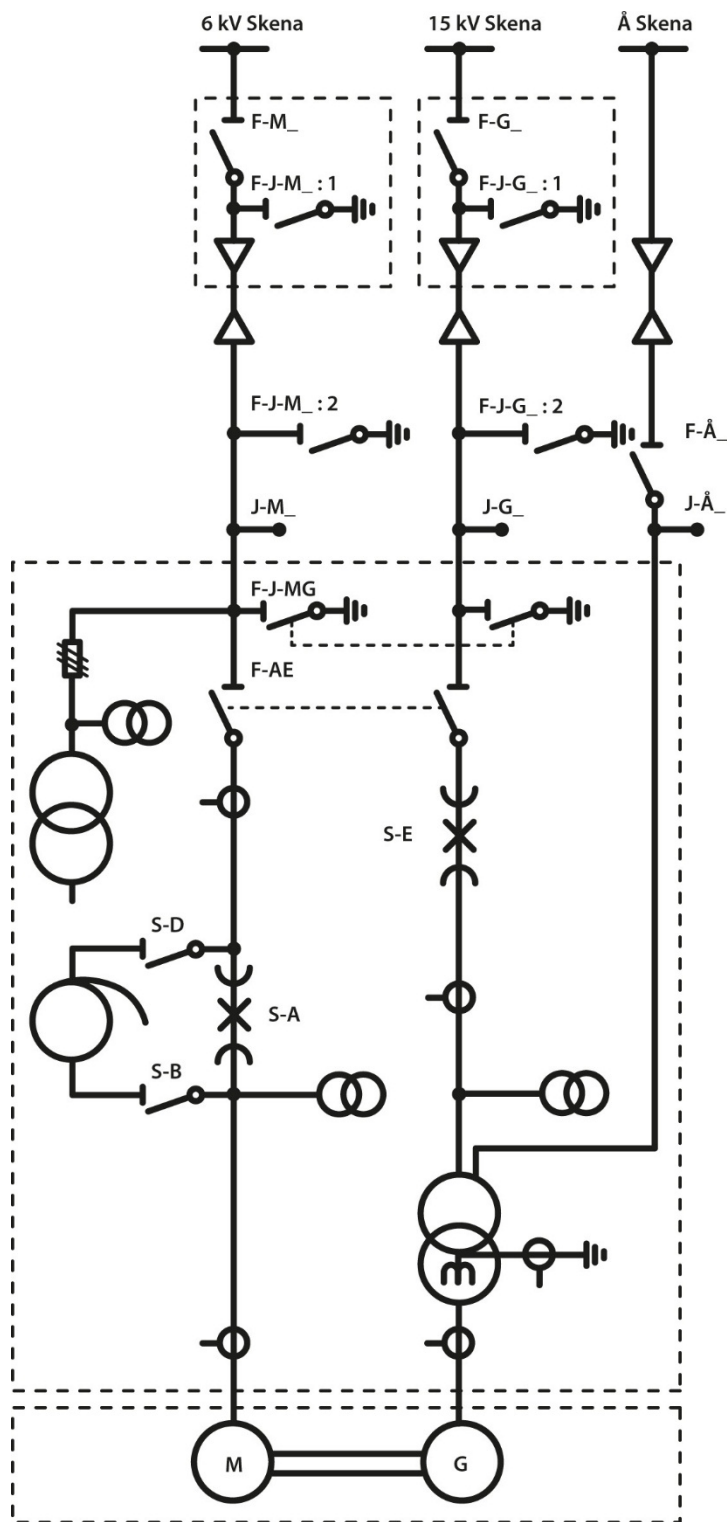 6 kV Skena
15 kV Skena
Å Skena
F-M_
F-G_
F-J-M_ : 1
F-J-G_ : 1
F-J-M_ : 2
F-J-G_ : 2
F-Å_
J-M_
J-G_
J-Å_
F-J-MG
F-AE
S-E
S-D
S-A
S-B
M
G